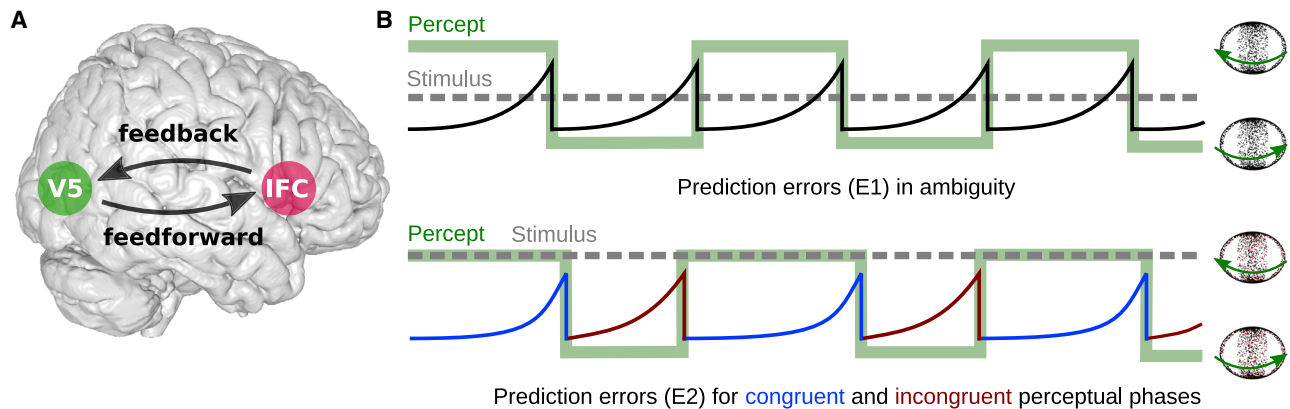 A
feedback
V5
IFC
feedforward
B
Percept
Stimulus
Prediction errors (E1) in ambiguity
Percept Stimulus
Prediction errors (E2) for congruent and incongruent perceptual phases